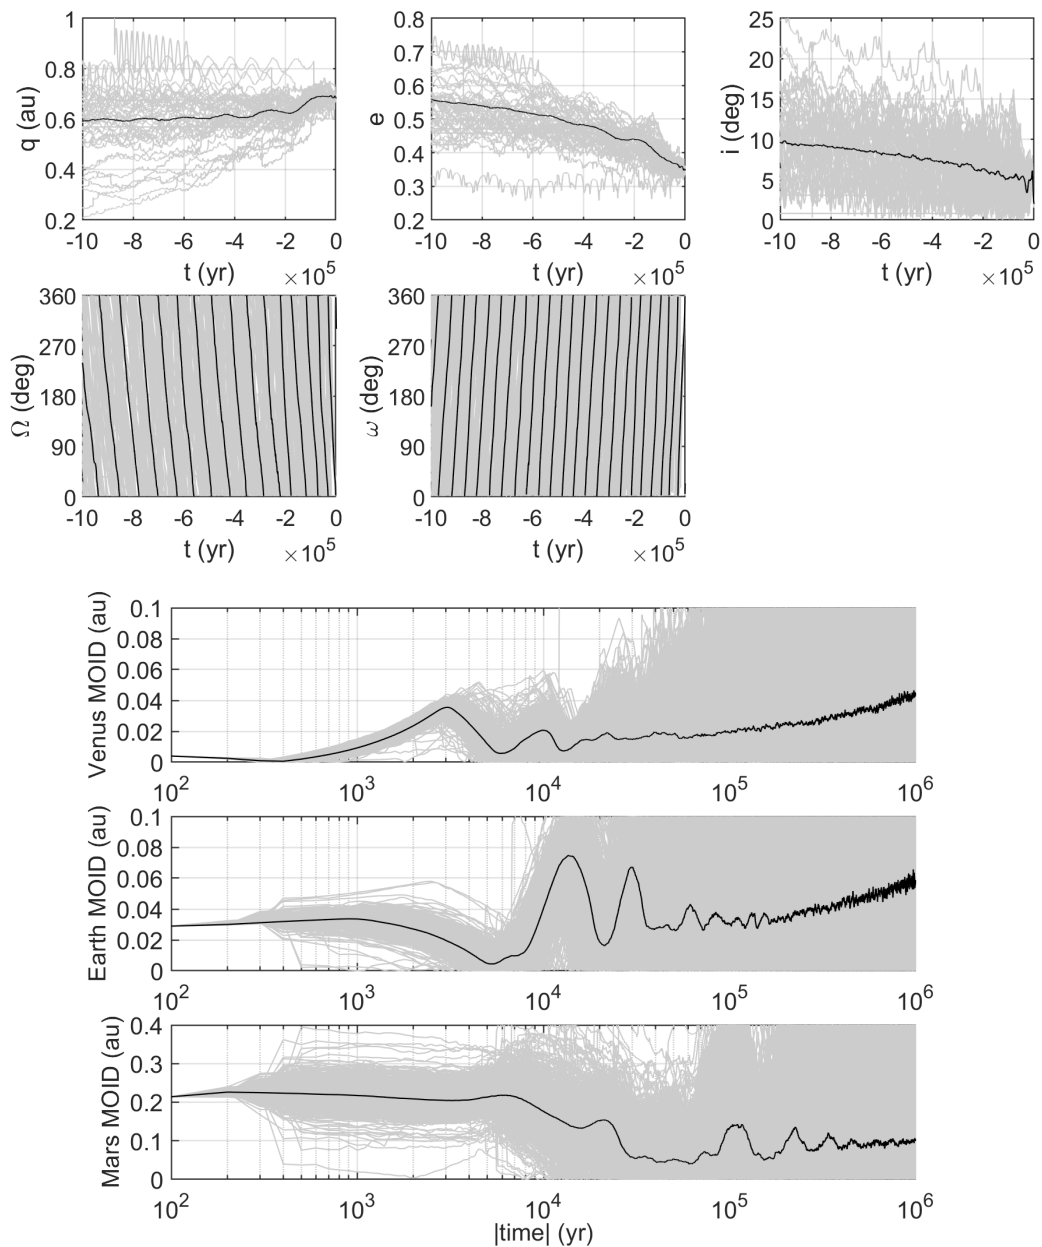 1
0.8
0.6
0.4
0.2
q (au)
-10 -8 -6 -4 -2 0
t (yr)
×10^5
0.8
0.7
0.6
0.5
0.4
0.3
0.2
e
-10 -8 -6 -4 -2 0
t (yr)
×10^5
25
20
15
10
5
0
i (deg)
-10 -8 -6 -4 -2 0
t (yr)
×10^5
360
270
180
90
0
Ω (deg)
-10 -8 -6 -4 -2 0
t (yr)
×10^5
360
270
180
90
0
ω (deg)
-10 -8 -6 -4 -2 0
t (yr)
×10^5
0.1
0.08
0.06
0.04
0.02
0
Venus MOID (au)
10^2 10^3 10^4 10^5 10^6
0.1
0.08
0.06
0.04
0.02
0
Earth MOID (au)
10^2 10^3 10^4 10^5 10^6
0.4
0.3
0.2
0.1
0
Mars MOID (au)
10^2 10^3 10^4 10^5 10^6
|time| (yr)